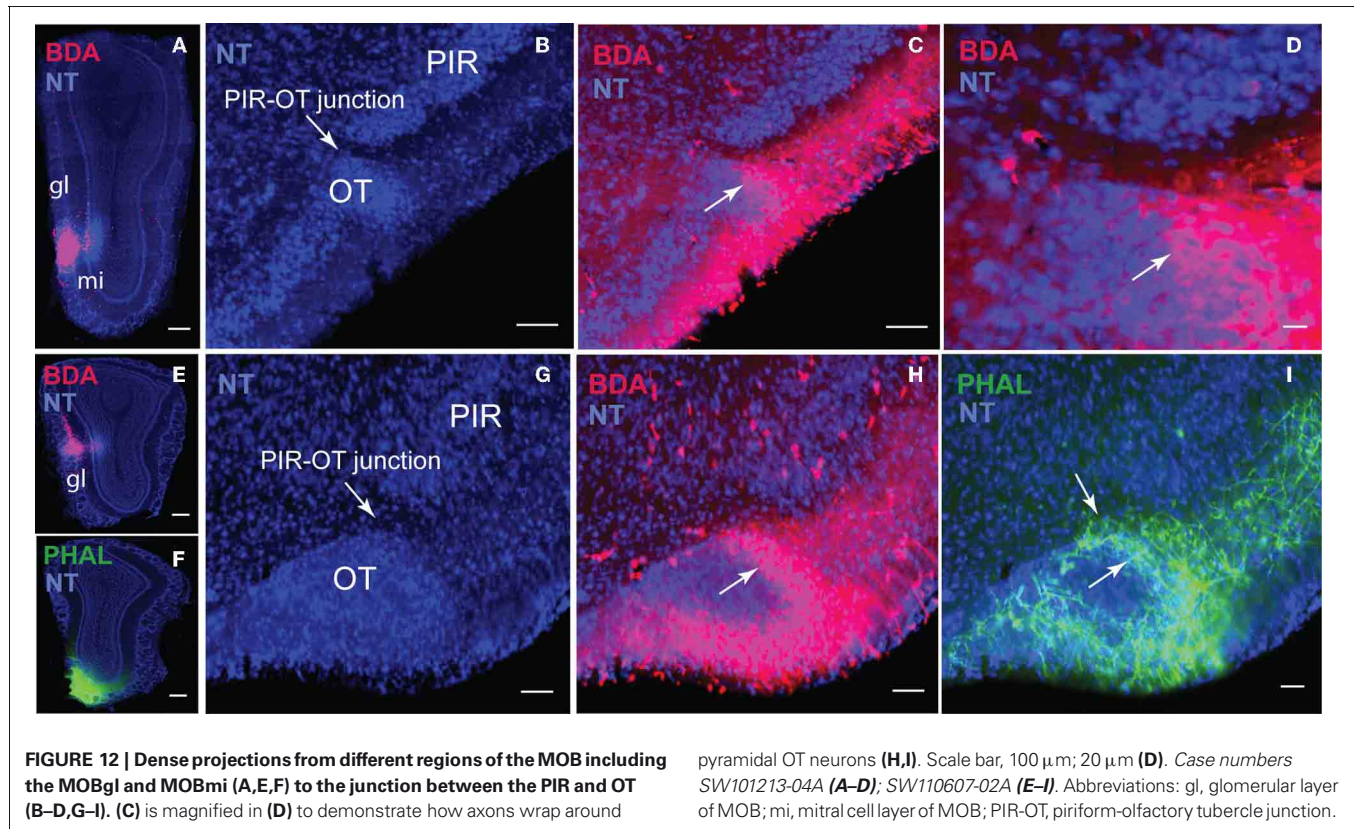 BDA
NT
A
gl
mi
NT
B
PIR
PIR-OT junction
OT
BDA
NT
C
BDA
NT
D
BDA
NT
E
gl
PHAL
NT
F
NT
G
PIR
PIR-OT junction
OT
BDA
NT
H
PHAL
NT
I
FIGURE 12 | Dense projections from different regions of the MOB including
the MOBgl and MOBmi (A,E,F) to the junction between the PIR and OT
(B–D,G–I). (C) is magnified in (D) to demonstrate how axons wrap around
pyramidal OT neurons (H,I). Scale bar, 100 μm; 20 μm (D). Case numbers
SW101213-04A (A–D); SW110607-02A (E–I). Abbreviations: gl, glomerular layer
of MOB; mi, mitral cell layer of MOB; PIR-OT, piriform-olfactory tubercle junction.